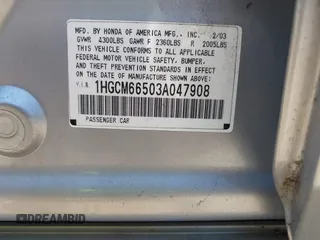 MFD. BY HONDA OF AMERICA MFG., INC. 2/03
GVWR 4300LBS GAWR F 2360LBS R 2005LBS
THIS VEHICLE CONFORMS TO ALL APPLICABLE
FEDERAL MOTOR VEHICLE SAFETY, BUMPER,
AND THEFT PREVENTION STANDARDS IN EFFECT
ON THE DATE OF MANUFACTURE SHOWN ABOVE.
V.I.N. 1HGCM66503A047908
PASSENGER CAR
DREAMBID